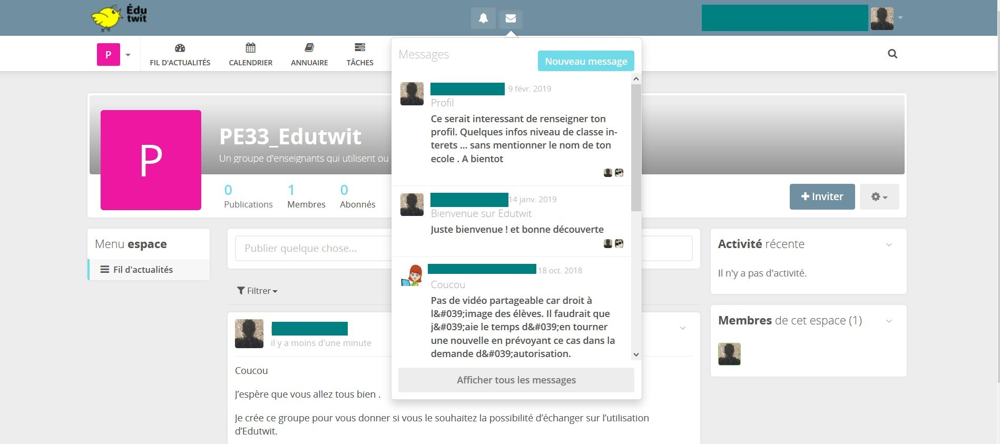 Édu
twit
P
FIL D'ACTUALITÉS
CALENDRIER
ANNUAIRE
TÂCHES
Messages
Nouveau message
9 févr. 2019
Profil
Ce serait interessant de renseigner ton
profil. Quelques infos niveau de classe in-
terets ... sans mentionner le nom de ton
ecole . A bientot
14 janv. 2019
Bienvenue sur Edutwit
Juste bienvenue ! et bonne découverte
18 oct. 2018
Coucou
Pas de vidéo partageable car droit à
l&#039;image des élèves. Il faudrait que
j&#039;aie le temps d&#039;en tourner
une nouvelle en prévoyant ce cas dans la
demande d&#039;autorisation.
Afficher tous les messages
P
PE33_Edutwit
Un groupe d'enseignants qui utilisent ou
0
Publications
1
Membres
0
Abonnés
Inviter
Menu espace
Fil d'actualités
Publier quelque chose...
Filtrer
il y a moins d'une minute
Coucou
J’espère que vous allez tous bien .
Je crée ce groupe pour vous donner si vous le souhaitez la possibilité d’échanger sur l’utilisation
d’Edutwit.
Activité récente
Il n'y a pas d'activité.
Membres de cet espace (1)